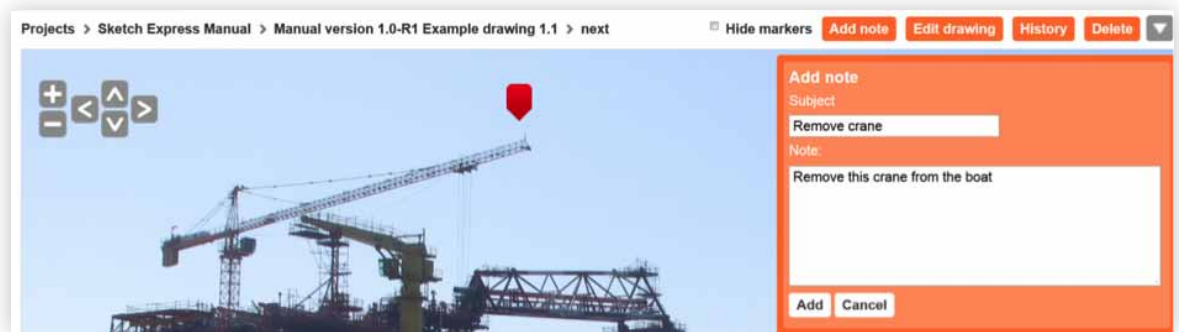 Projects > Sketch Express Manual > Manual version 1.0-R1 Example drawing 1.1 > next
Hide markers Add note Edit drawing History Delete
Add note
Subject
Remove crane
Note:
Remove this crane from the boat
Add Cancel